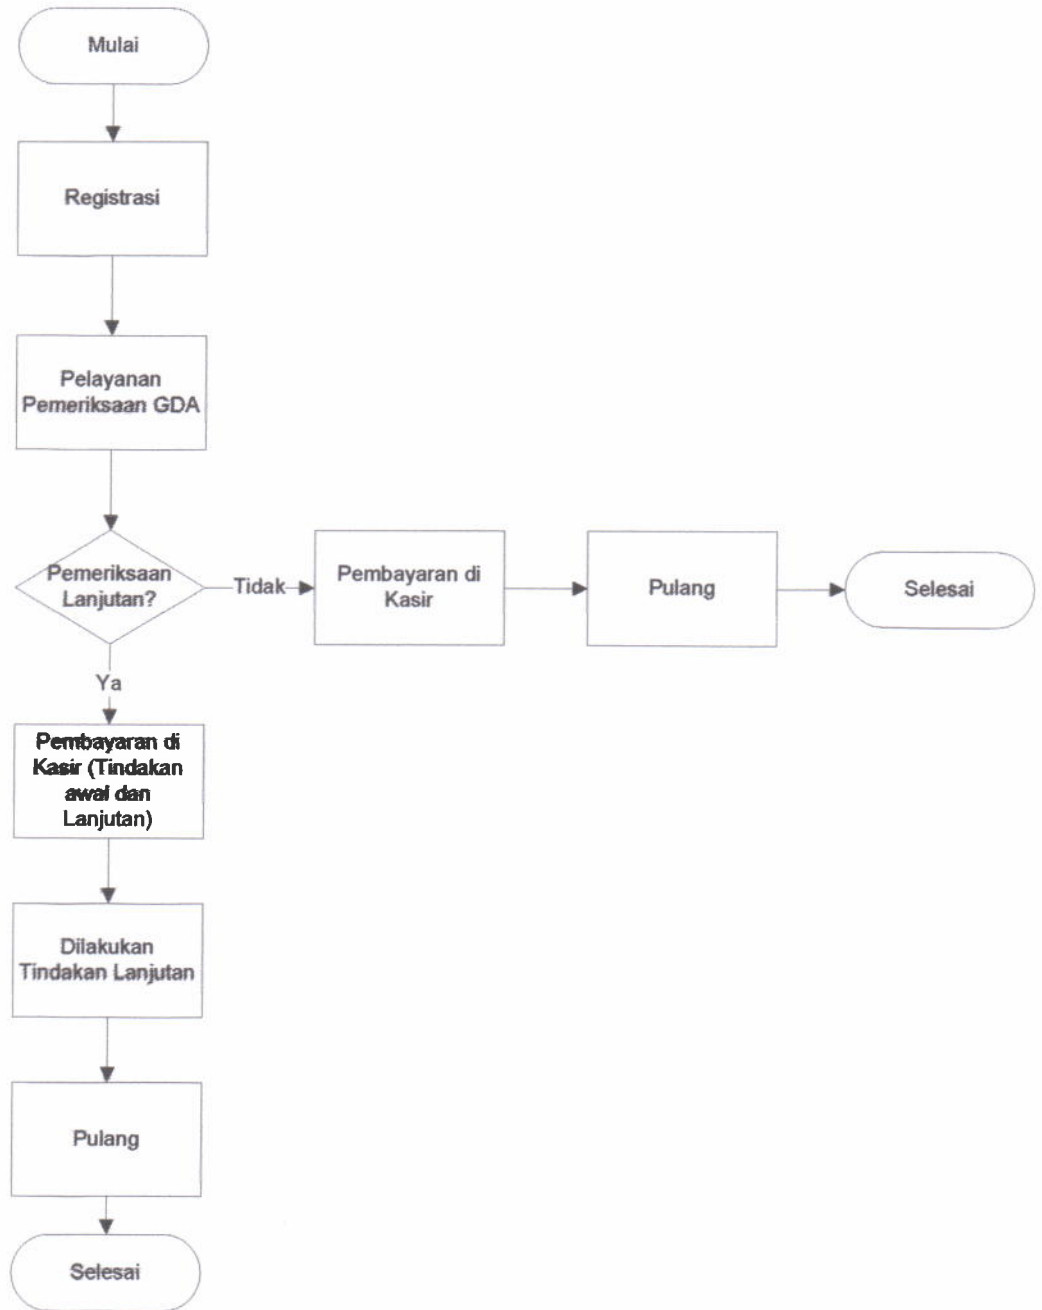 Mulai
Registrasi
Pelayanan
Pemeriksaan GDA
Pemeriksaan
Lanjutan?
Tidak
Pembayaran di
Kasir
Pulang
Selesai
Ya
Pembayaran di
Kasir (Tindakan
awal dan
Lanjutan)
Dilakukan
Tindakan Lanjutan
Pulang
Selesai